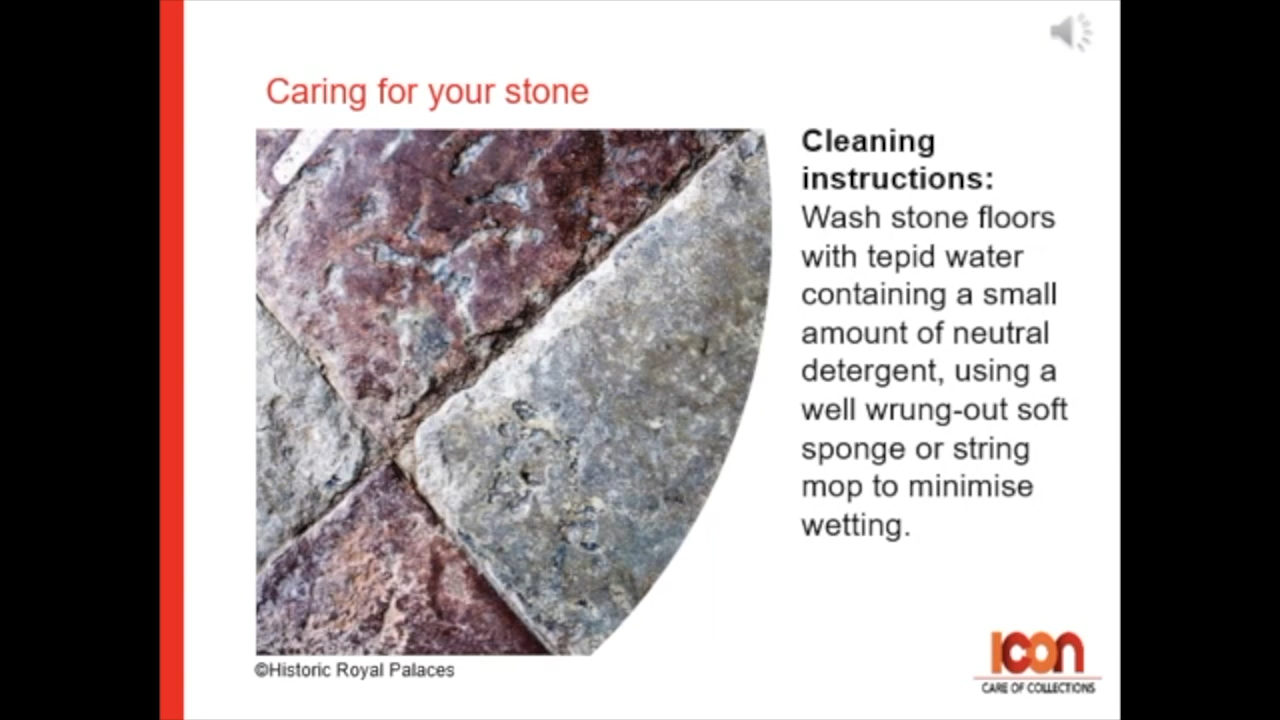 Caring for your stone
Cleaning
instructions:
Wash stone floors
with tepid water
containing a small
amount of neutral
detergent, using a
well wrung-out soft
sponge or string
mop to minimise
wetting.
©Historic Royal Palaces
icon
CARE OF COLLECTIONS